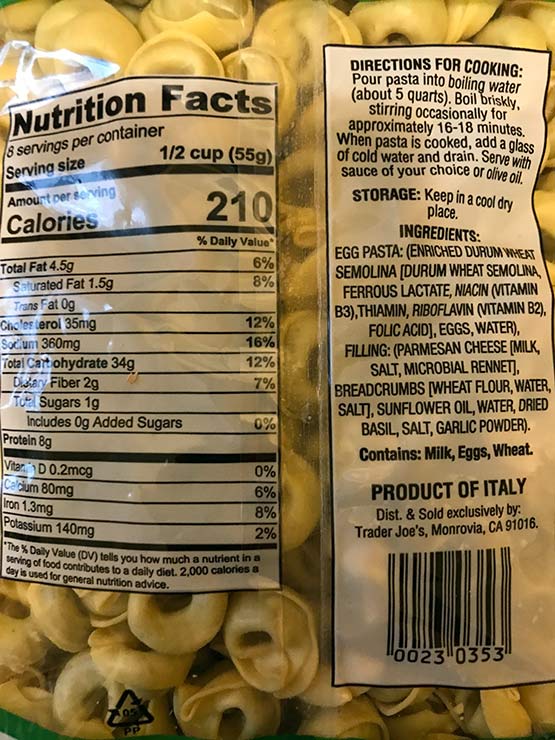 Nutrition Facts
8 servings per container
Serving size 1/2 cup (55g)
Amount per serving
Calories 210
% Daily Value*
Total Fat 4.5g 6%
Saturated Fat 1.5g 8%
Trans Fat 0g
Cholesterol 35mg 12%
Sodium 360mg 16%
Total Carbohydrate 34g 12%
Dietary Fiber 2g 7%
Total Sugars 1g
Includes 0g Added Sugars 0%
Protein 8g
Vitamin D 0.2mcg 0%
Calcium 80mg 6%
Iron 1.3mg 8%
Potassium 140mg 2%
*The % Daily Value (DV) tells you how much a nutrient in a
serving of food contributes to a daily diet. 2,000 calories a
day is used for general nutrition advice.
05
PP
DIRECTIONS FOR COOKING:
Pour pasta into boiling water
(about 5 quarts). Boil briskly,
stirring occasionally for
approximately 16-18 minutes.
When pasta is cooked, add a glass
of cold water and drain. Serve with
sauce of your choice or olive oil.
STORAGE: Keep in a cool dry
place.
INGREDIENTS:
EGG PASTA: (ENRICHED DURUM WHEAT
SEMOLINA [DURUM WHEAT SEMOLINA,
FERROUS LACTATE, NIACIN (VITAMIN
B3),THIAMIN, RIBOFLAVIN (VITAMIN B2),
FOLIC ACID], EGGS, WATER),
FILLING: (PARMESAN CHEESE [MILK,
SALT, MICROBIAL RENNET],
BREADCRUMBS [WHEAT FLOUR, WATER,
SALT], SUNFLOWER OIL, WATER, DRIED
BASIL, SALT, GARLIC POWDER).
Contains: Milk, Eggs, Wheat.
PRODUCT OF ITALY
Dist. & Sold exclusively by:
Trader Joe's, Monrovia, CA 91016.
0023 0353